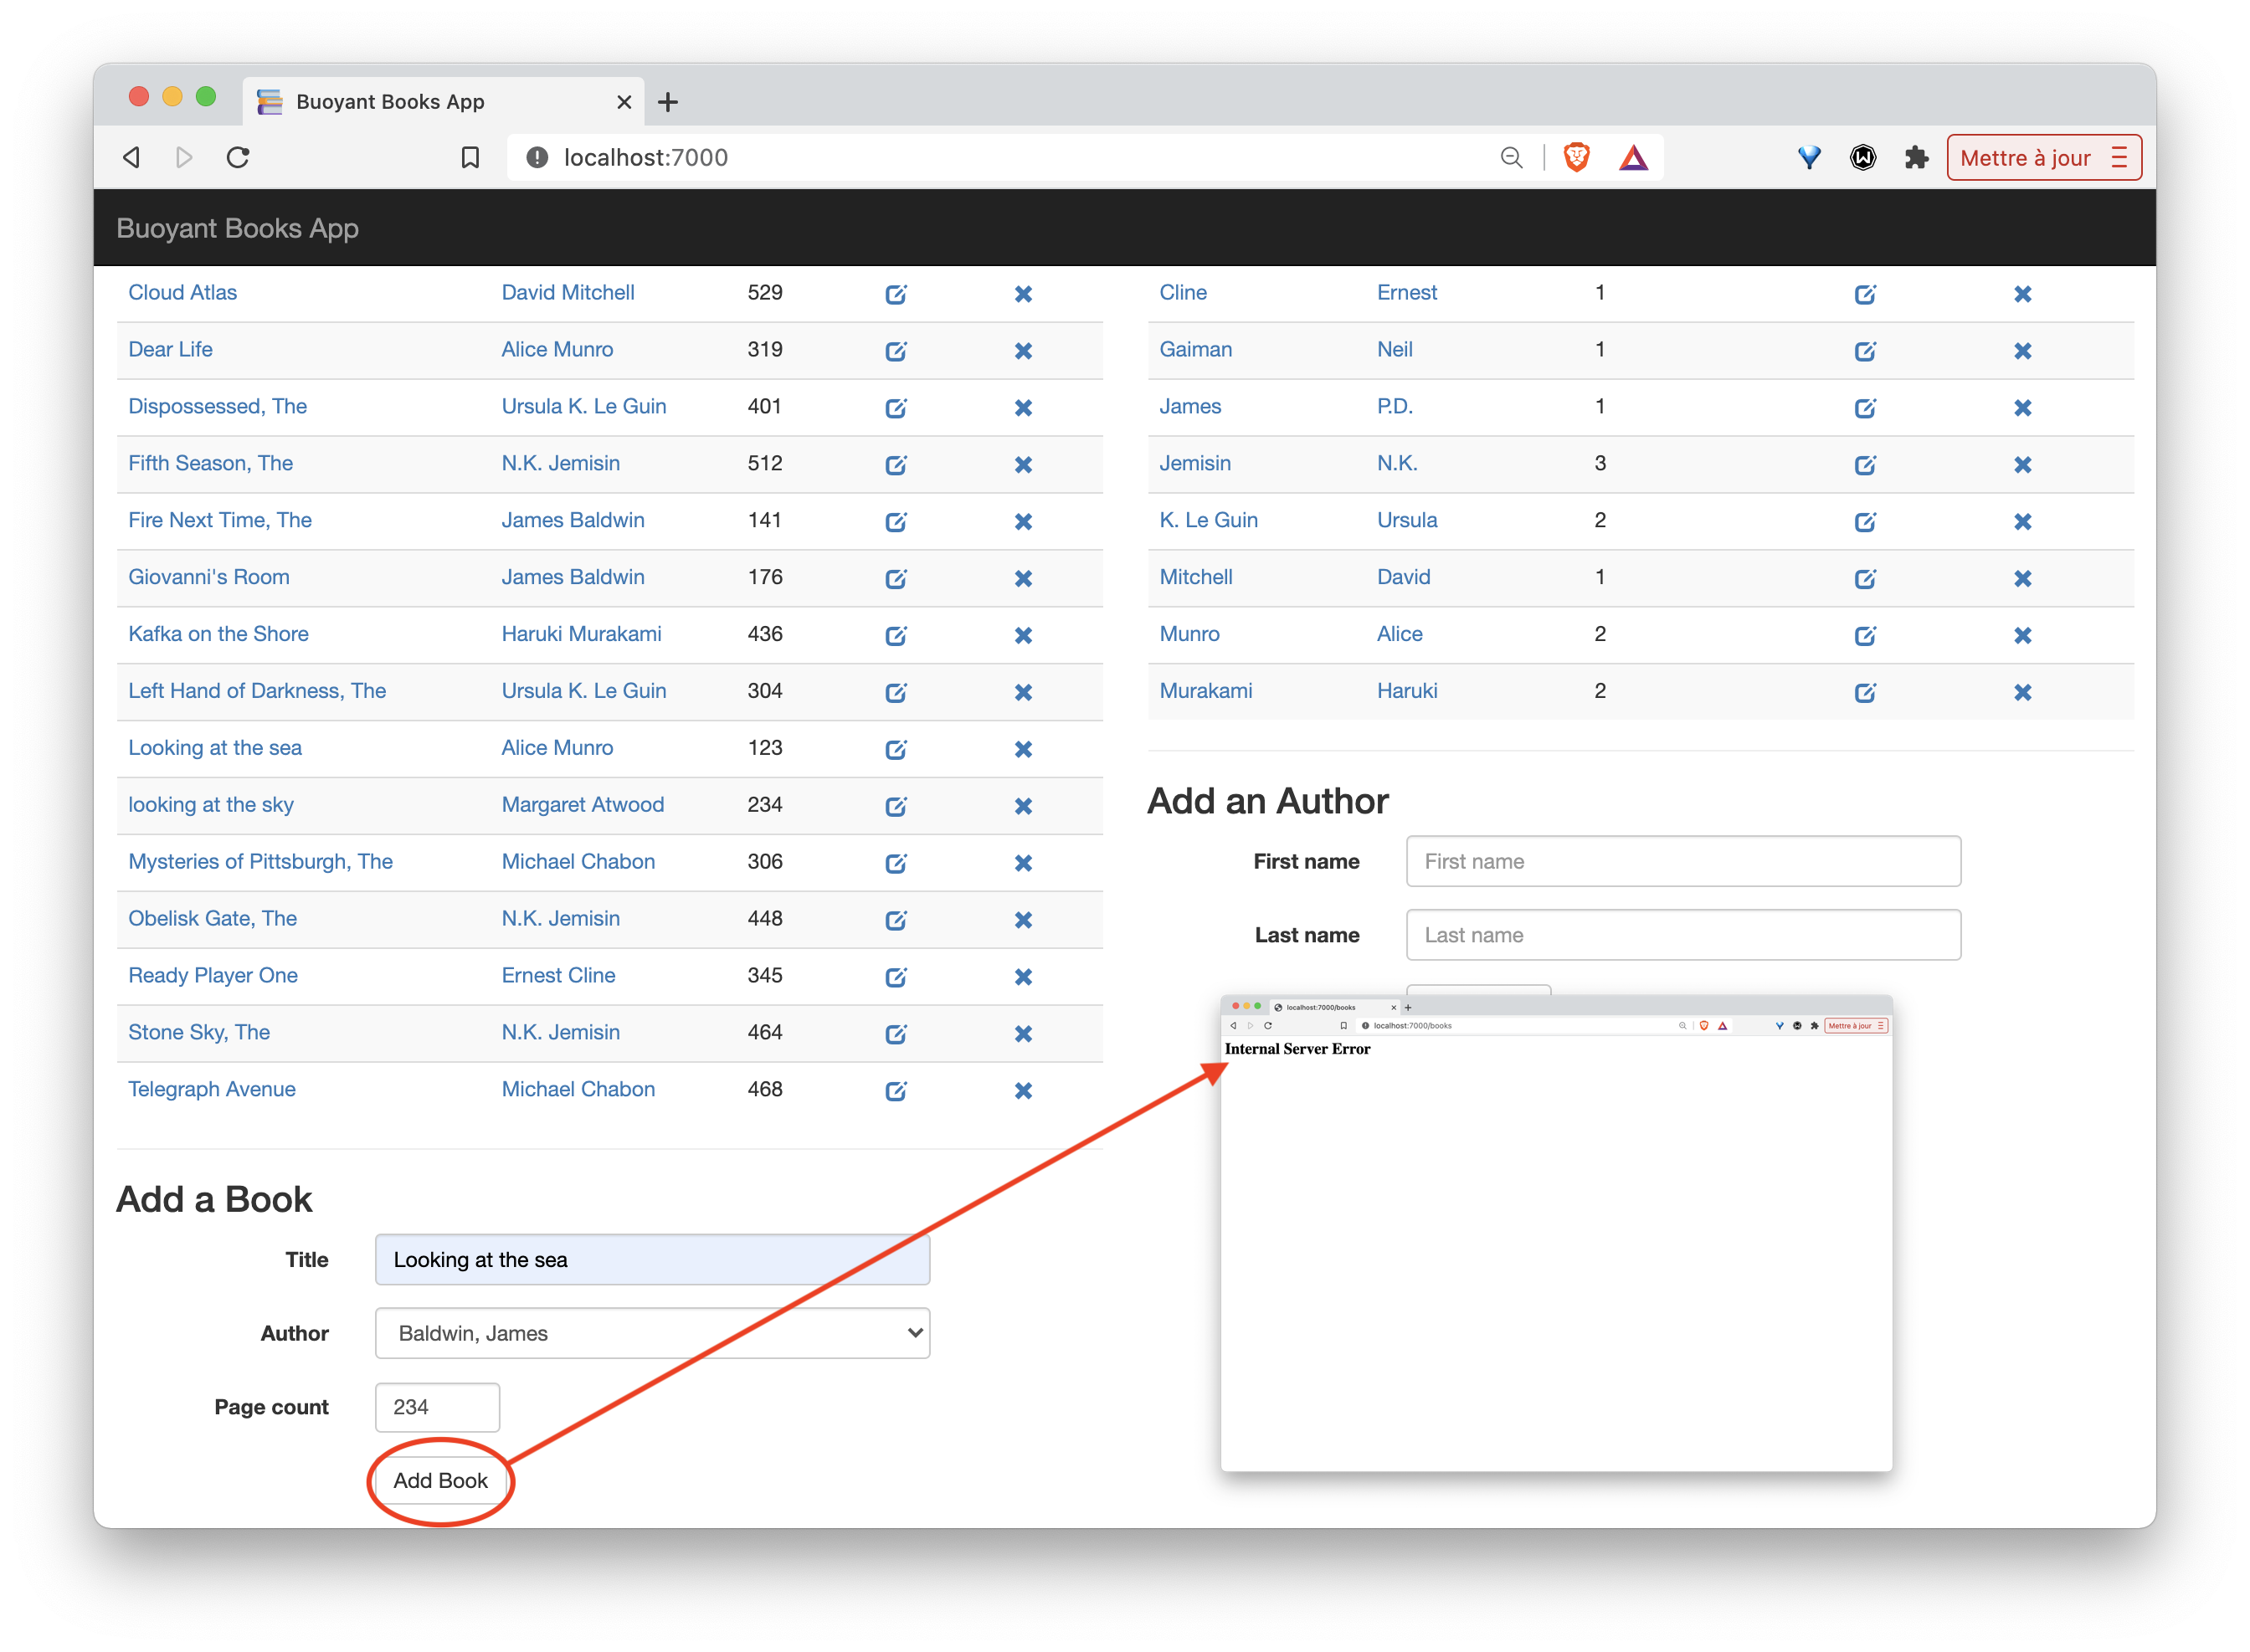 Buoyant Books App
localhost:7000
Mettre à jour
Buoyant Books App
Cloud Atlas David Mitchell 529
Dear Life Alice Munro 319
Dispossessed, The Ursula K. Le Guin 401
Fifth Season, The N.K. Jemisin 512
Fire Next Time, The James Baldwin 141
Giovanni's Room James Baldwin 176
Kafka on the Shore Haruki Murakami 436
Left Hand of Darkness, The Ursula K. Le Guin 304
Looking at the sea Alice Munro 123
looking at the sky Margaret Atwood 234
Mysteries of Pittsburgh, The Michael Chabon 306
Obelisk Gate, The N.K. Jemisin 448
Ready Player One Ernest Cline 345
Stone Sky, The N.K. Jemisin 464
Telegraph Avenue Michael Chabon 468
Add a Book
Title Looking at the sea
Author Baldwin, James
Page count 234
Add Book
Cline Ernest 1
Gaiman Neil 1
James P.D. 1
Jemisin N.K. 3
K. Le Guin Ursula 2
Mitchell David 1
Munro Alice 2
Murakami Haruki 2
Add an Author
First name First name
Last name Last name
localhost:7000/books
localhost:7000/books
Mettre à jour
Internal Server Error